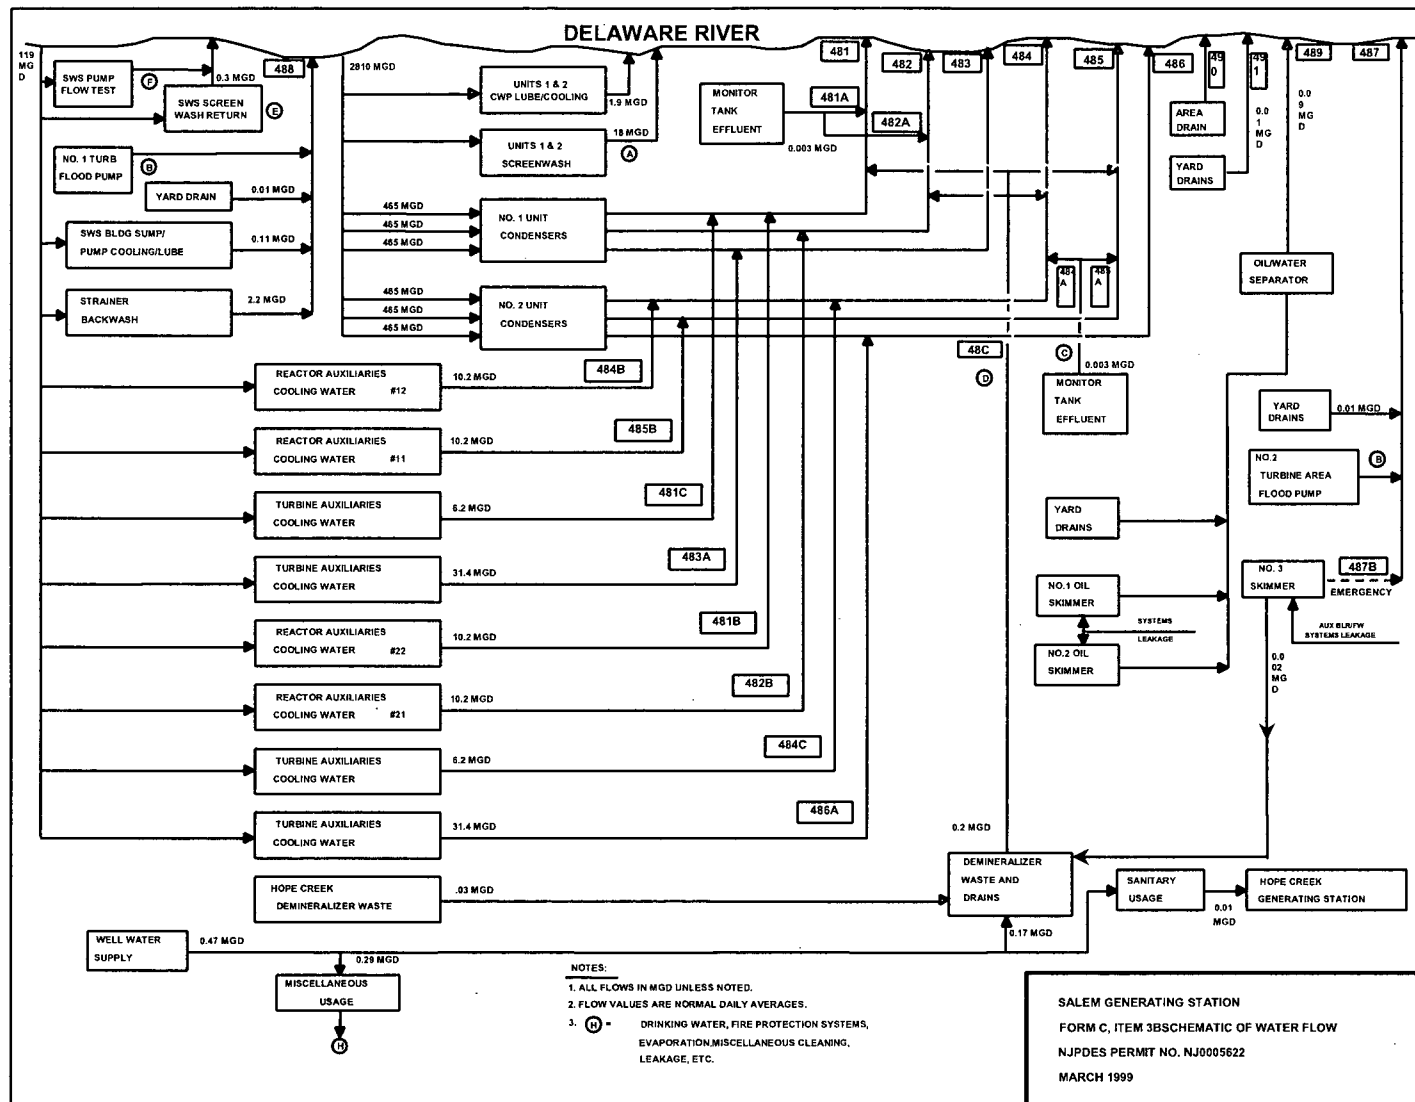 DELAWARE RIVER
119
MG
D
SWS PUMP
FLOW TEST
F
0.3 MGD
488
SWS SCREEN
WASH RETURN
E
NO. 1 TURB
FLOOD PUMP
B
YARD DRAIN
0.01 MGD
SWS BLDG SUMP/
PUMP COOLING/LUBE
0.11 MGD
STRAINER
BACKWASH
2.2 MGD
2810 MGD
UNITS 1 & 2
CWP LUBE/COOLING
1.9 MGD
UNITS 1 & 2
SCREENWASH
18 MGD
A
465 MGD
465 MGD
465 MGD
NO. 1 UNIT
CONDENSERS
465 MGD
465 MGD
465 MGD
NO. 2 UNIT
CONDENSERS
MONITOR
TANK
EFFLUENT
481A
482A
0.003 MGD
481
482
483
484
485
486
490
491
489
487
AREA
DRAIN
YARD
DRAINS
0.0
1 MG
D
0.0
9 MG
D
OIL/WATER
SEPARATOR
484
A
485
A
48C
D
C
0.003 MGD
MONITOR
TANK
EFFLUENT
YARD
DRAINS
0.01 MGD
NO.2
TURBINE AREA
FLOOD PUMP
B
YARD
DRAINS
NO.1 OIL
SKIMMER
SYSTEMS
LEAKAGE
NO.2 OIL
SKIMMER
NO. 3
SKIMMER
487B
EMERGENCY
AUX BLR/FW
SYSTEMS LEAKAGE
0.0
02
MG
D
REACTOR AUXILIARIES
COOLING WATER #12
10.2 MGD
484B
REACTOR AUXILIARIES
COOLING WATER #11
10.2 MGD
485B
TURBINE AUXILIARIES
COOLING WATER
6.2 MGD
481C
TURBINE AUXILIARIES
COOLING WATER
31.4 MGD
483A
REACTOR AUXILIARIES
COOLING WATER #22
10.2 MGD
481B
REACTOR AUXILIARIES
COOLING WATER #21
10.2 MGD
482B
TURBINE AUXILIARIES
COOLING WATER
6.2 MGD
484C
TURBINE AUXILIARIES
COOLING WATER
31.4 MGD
486A
0.2 MGD
HOPE CREEK
DEMINERALIZER WASTE
.03 MGD
DEMINERALIZER
WASTE AND
DRAINS
0.17 MGD
SANITARY
USAGE
0.01
MGD
HOPE CREEK
GENERATING STATION
WELL WATER
SUPPLY
0.47 MGD
0.29 MGD
MISCELLANEOUS
USAGE
H
NOTES:
1. ALL FLOWS IN MGD UNLESS NOTED.
2. FLOW VALUES ARE NORMAL DAILY AVERAGES.
3. H = DRINKING WATER, FIRE PROTECTION SYSTEMS,
EVAPORATION,MISCELLANEOUS CLEANING,
LEAKAGE, ETC.
SALEM GENERATING STATION
FORM C, ITEM 3BSCHEMATIC OF WATER FLOW
NJPDES PERMIT NO. NJ0005622
MARCH 1999